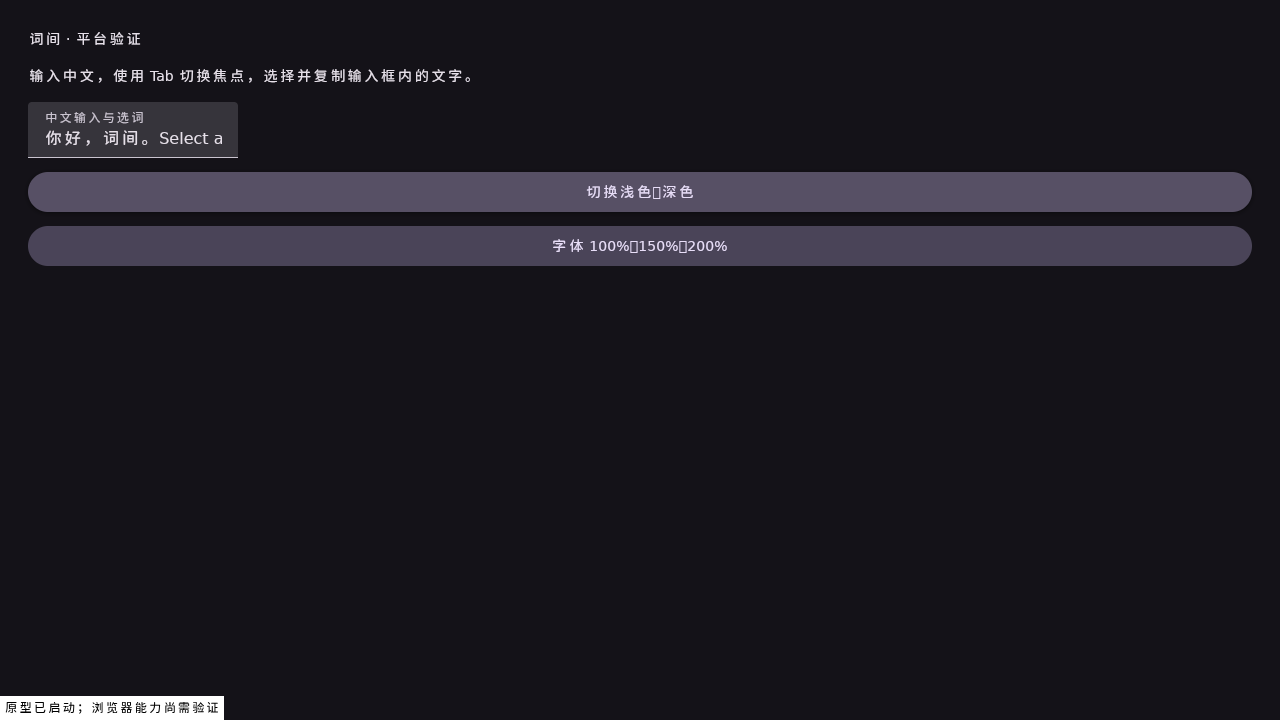 词间 · 平台验证
输入中文，使用 Tab 切换焦点，选择并复制输入框内的文字。
中文输入与选词
你好，词间。Select a
切换浅色▯深色
字体 100%▯150%▯200%
原型已启动；浏览器能力尚需验证